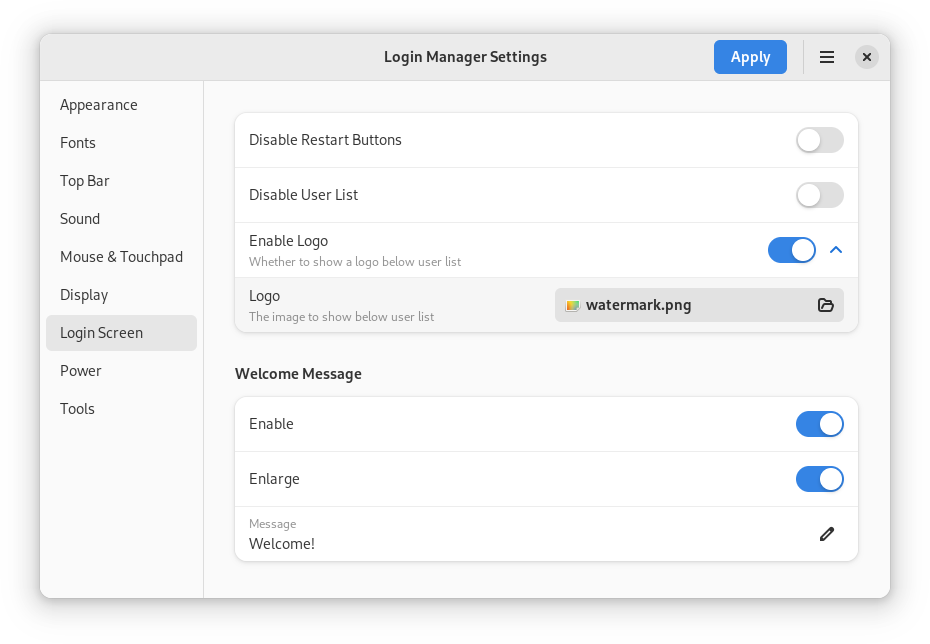 Login Manager Settings
Apply
Appearance
Fonts
Top Bar
Sound
Mouse & Touchpad
Display
Login Screen
Power
Tools
Disable Restart Buttons
Disable User List
Enable Logo
Whether to show a logo below user list
Logo
The image to show below user list
watermark.png
Welcome Message
Enable
Enlarge
Message
Welcome!